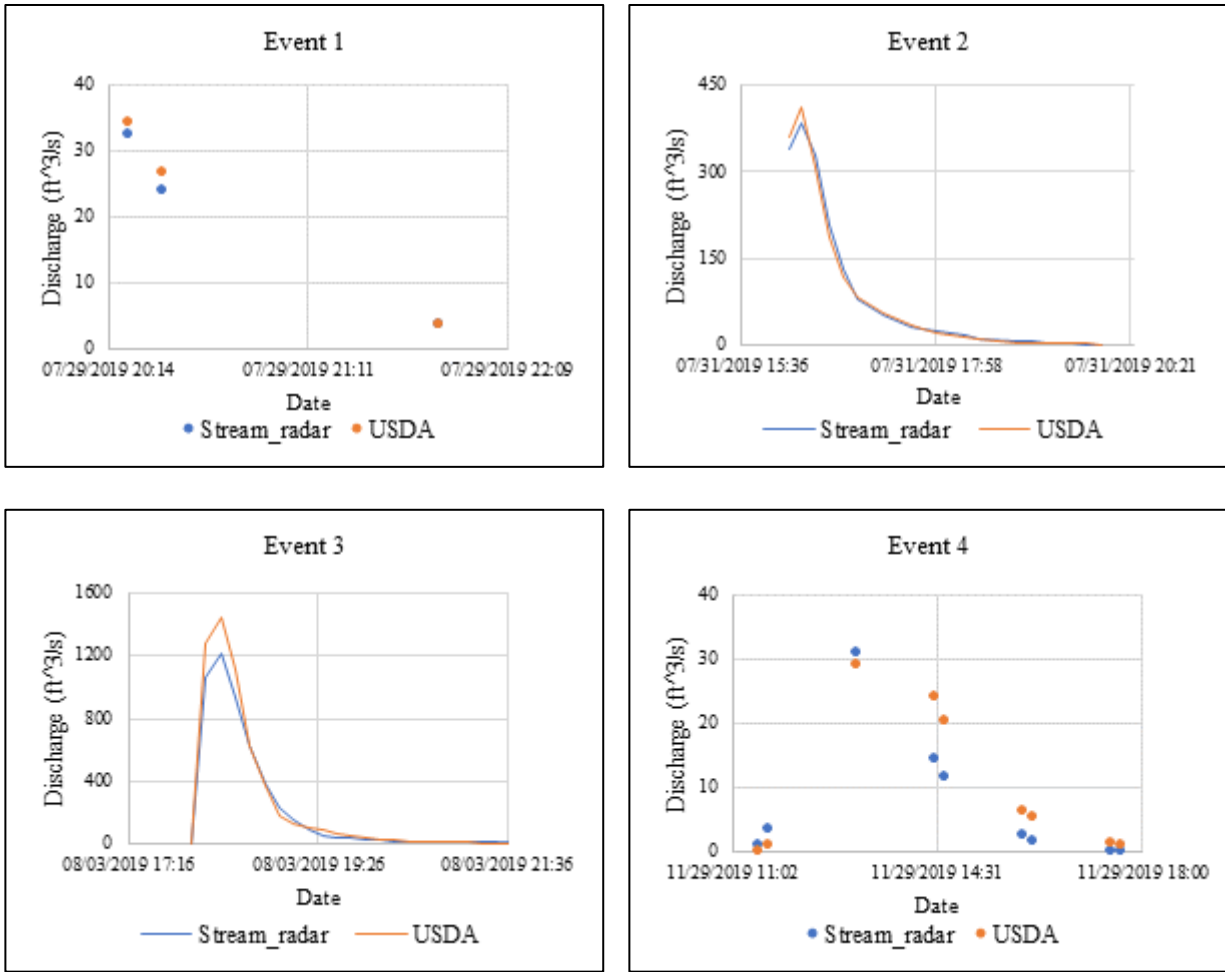 Event 1
Discharge (ft^3/s)
40
30
20
10
0
07/29/2019 20:14 07/29/2019 21:11 07/29/2019 22:09
Date
Stream_radar USDA
Event 2
Discharge (ft^3/s)
450
300
150
0
07/31/2019 15:36 07/31/2019 17:58 07/31/2019 20:21
Date
Stream_radar USDA
Event 3
Discharge (ft^3/s)
1600
1200
800
400
0
08/03/2019 17:16 08/03/2019 19:26 08/03/2019 21:36
Date
Stream_radar USDA
Event 4
Discharge (ft^3/s)
40
30
20
10
0
11/29/2019 11:02 11/29/2019 14:31 11/29/2019 18:00
Date
Stream_radar USDA